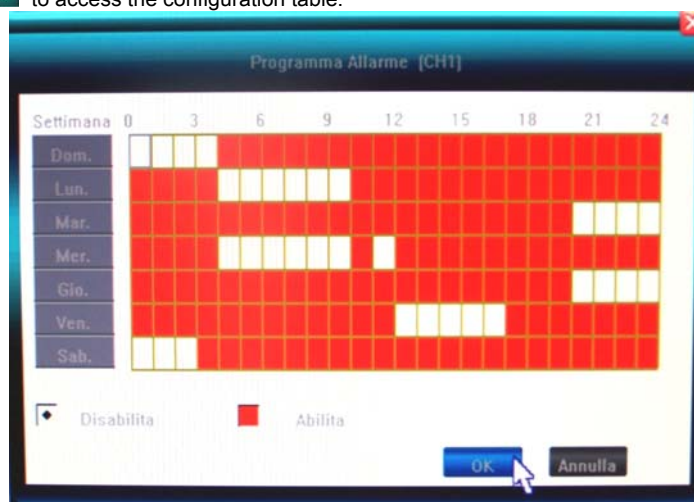 to access the configuration table.
Programma Allarme [CH1]
Settimana 0 3 6 9 12 15 18 21 24
Dom.
Lun.
Mar.
Mer.
Gio.
Ven.
Sab.
Disabilita Abilita
OK Annulla